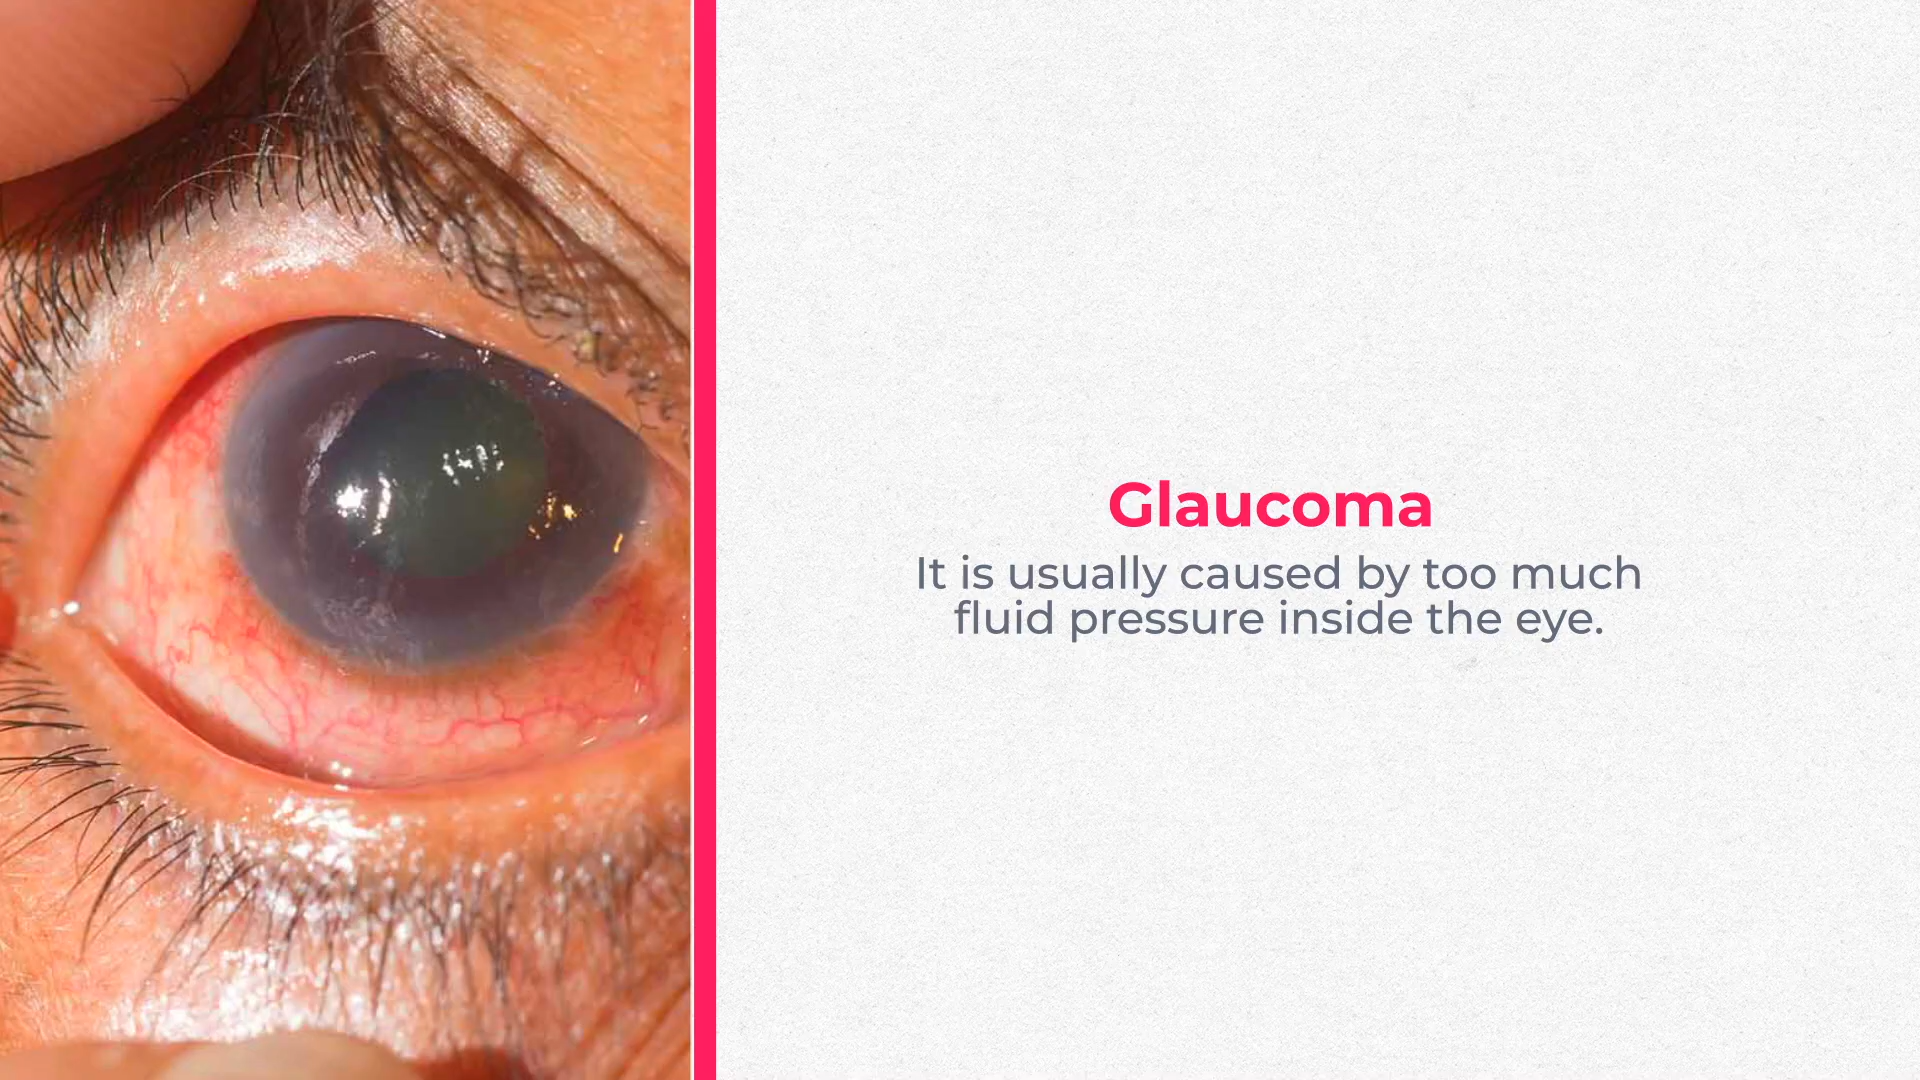 Glaucoma
It is usually caused by too much
fluid pressure inside the eye.